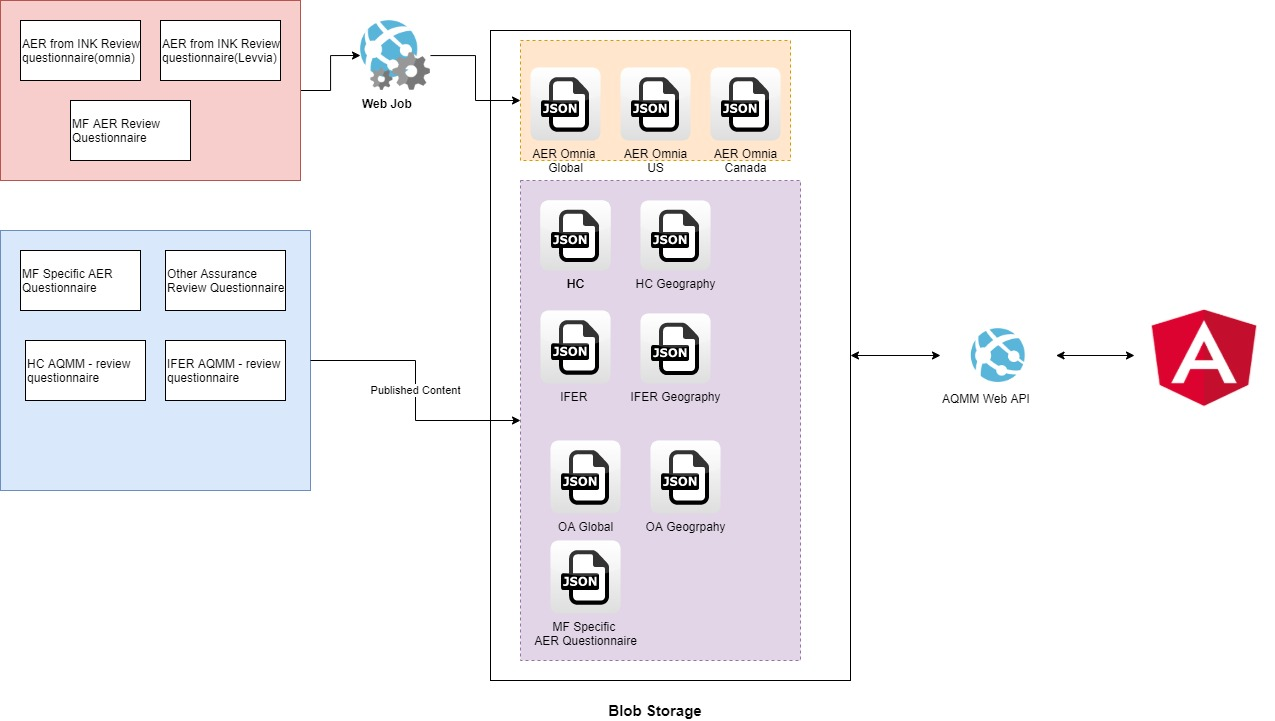 AER from INK Review
questionnaire(omnia)
AER from INK Review
questionnaire(Levvia)
MF AER Review
Questionnaire
Web Job
JSON
JSON
JSON
AER Omnia
Global
AER Omnia
US
AER Omnia
Canada
MF Specific AER
Questionnaire
Other Assurance
Review Questionnaire
HC AQMM - review
questionnaire
IFER AQMM - review
questionnaire
Published Content
JSON
JSON
HC
HC Geography
JSON
JSON
IFER
IFER Geography
JSON
JSON
OA Global
OA Geogrpahy
JSON
MF Specific
AER Questionnaire
Blob Storage
AQMM Web API
A